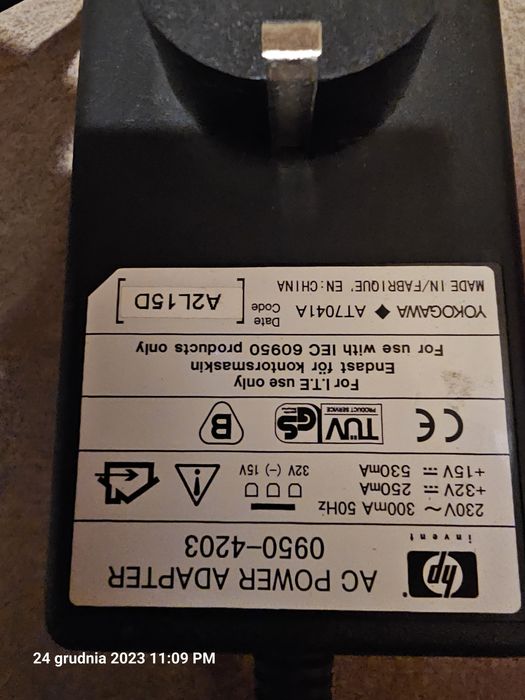 hp
invent
AC POWER ADAPTER
0950-4203
230V ~ 300mA 50Hz
+32V ⎓ 250mA
+15V ⎓ 530mA
32V (–) 15V
CE
TÜV
PRODUCT SERVICE
GS
B
For I.T.E use only
Endast för kontorsmaskin
For use with IEC 60950 products only
YOKOGAWA ◆ AT7041A
Date Code
[A2L15D]
MADE IN/FABRIQUE' EN:CHINA
24 grudnia 2023 11:09 PM